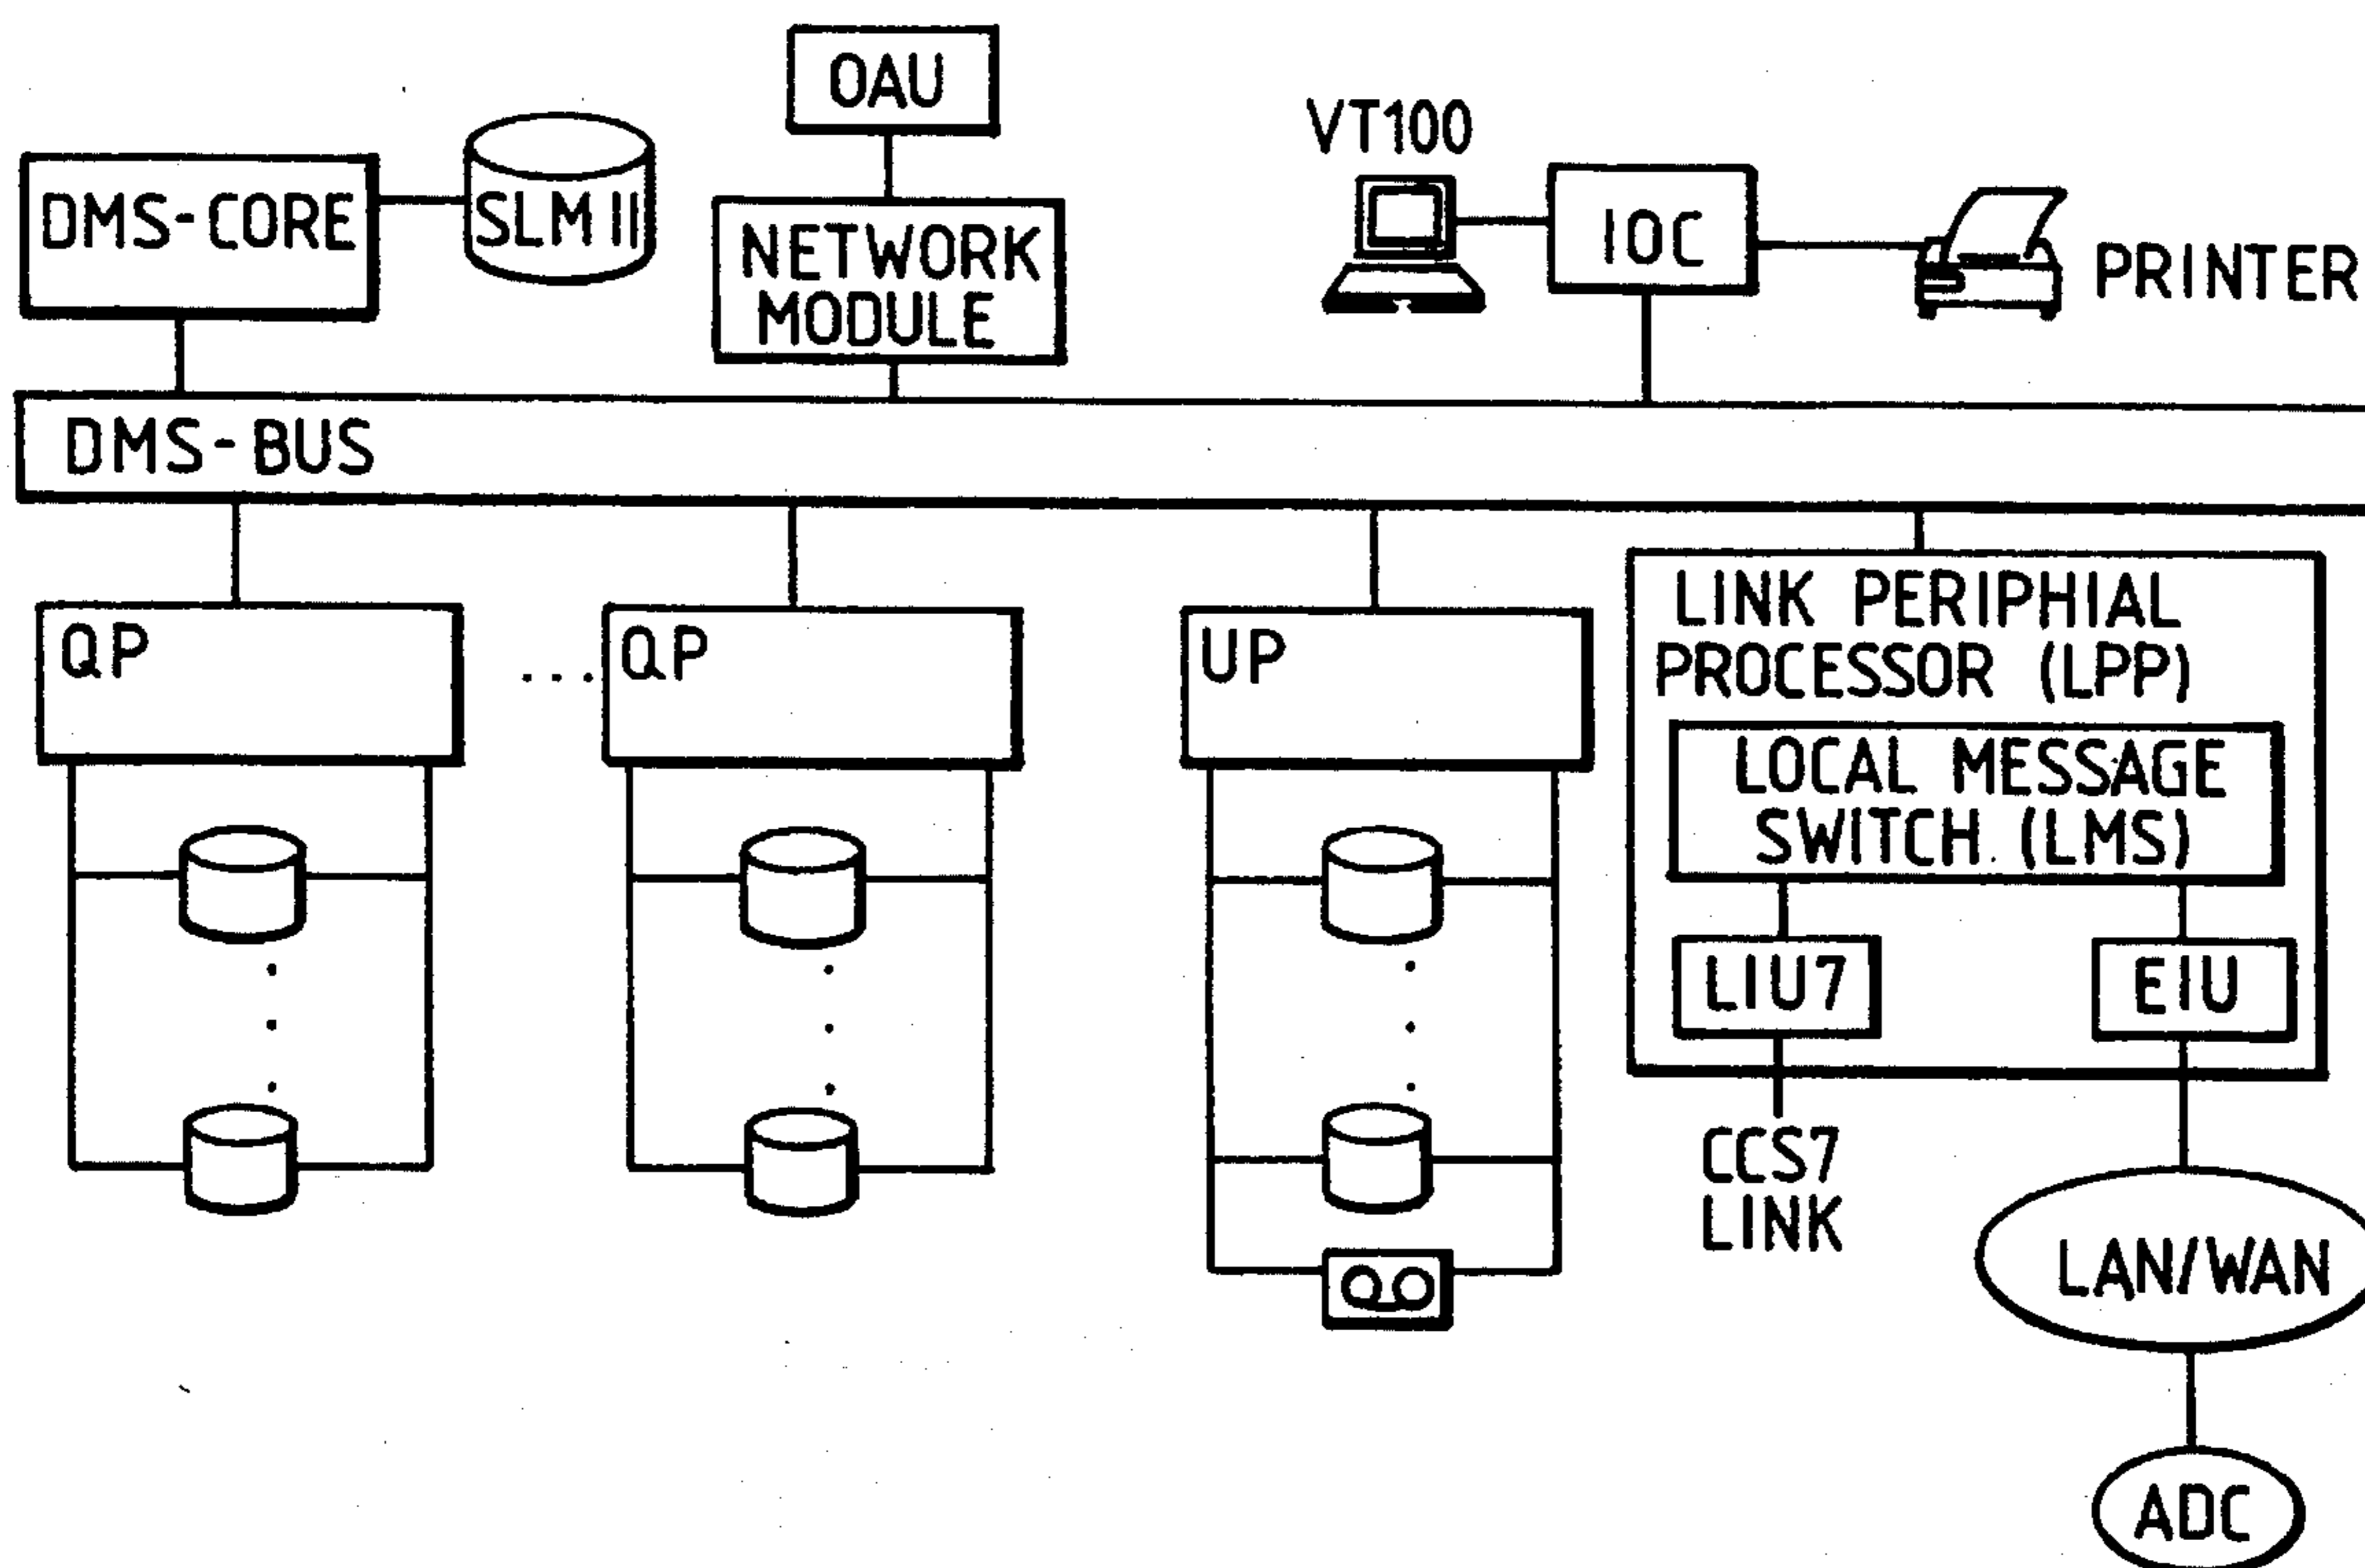 OAU
VT100
DMS-CORE
SLM II
NETWORK
MODULE
IOC
PRINTER
DMS-BUS
QP
...
QP
UP
LINK PERIPHIAL
PROCESSOR (LPP)
LOCAL MESSAGE
SWITCH (LMS)
LIU7
EIU
CCS7
LINK
LAN/WAN
ADC